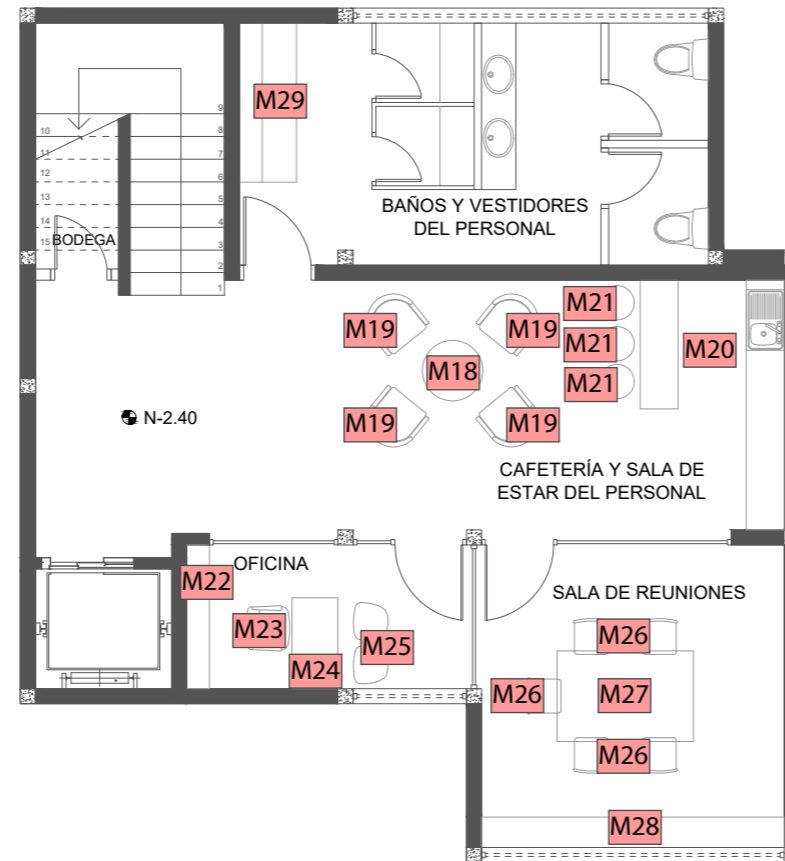 M29
9
8
7
6
5
4
3
2
1
10
11
12
13
14
15
BODEGA
BAÑOS Y VESTIDORES
DEL PERSONAL
M19
M19
M18
M19
M19
M21
M21
M21
M20
N-2.40
CAFETERÍA Y SALA DE
ESTAR DEL PERSONAL
OFICINA
M22
M23
M24
M25
SALA DE REUNIONES
M26
M26
M27
M26
M28